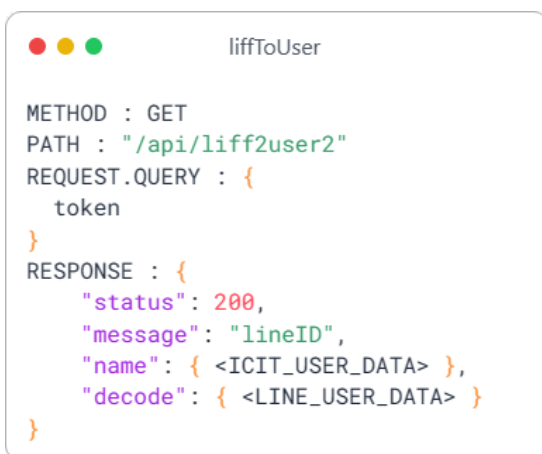 liffToUser
METHOD : GET
PATH : "/api/liff2user2"
REQUEST.QUERY : {
  token
}
RESPONSE : {
    "status": 200,
    "message": "lineID",
    "name": { <ICIT_USER_DATA> },
    "decode": { <LINE_USER_DATA> }
}